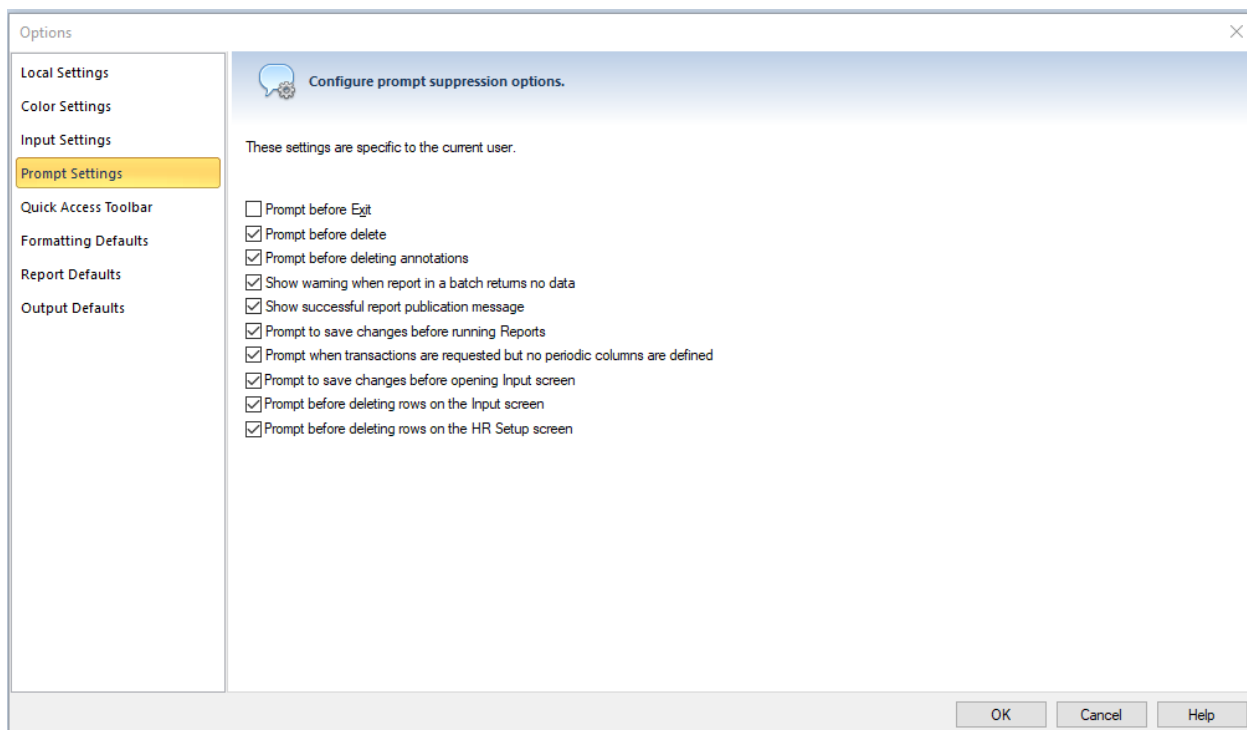 Options
Local Settings
Color Settings
Input Settings
Prompt Settings
Quick Access Toolbar
Formatting Defaults
Report Defaults
Output Defaults
Configure prompt suppression options.
These settings are specific to the current user.
Prompt before Exit
Prompt before delete
Prompt before deleting annotations
Show warning when report in a batch returns no data
Show successful report publication message
Prompt to save changes before running Reports
Prompt when transactions are requested but no periodic columns are defined
Prompt to save changes before opening Input screen
Prompt before deleting rows on the Input screen
Prompt before deleting rows on the HR Setup screen
OK Cancel Help